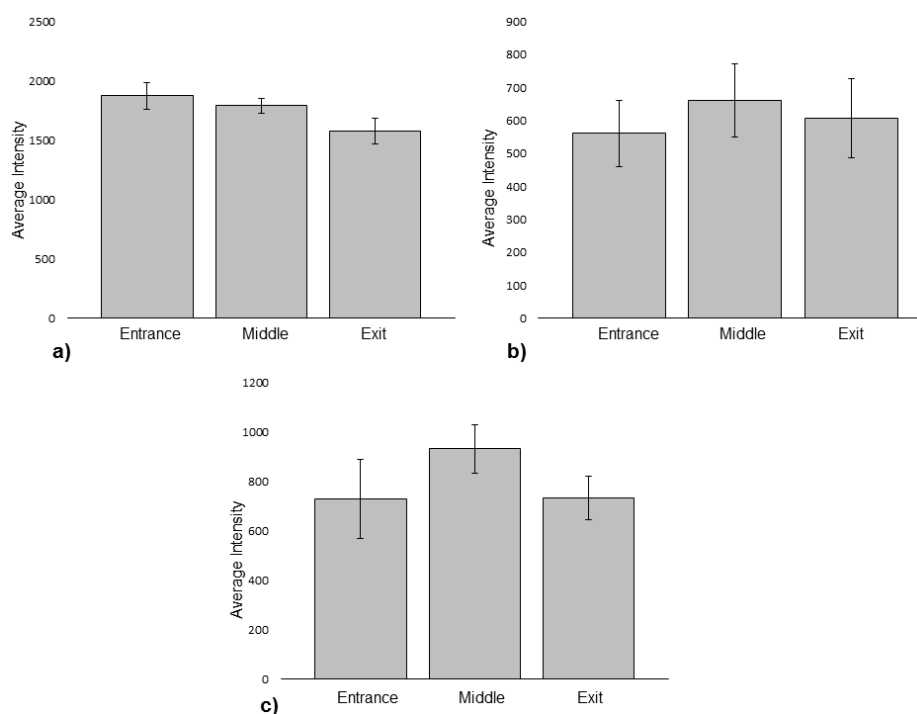 2500
2000
1500
1000
500
0
Average Intensity
Entrance Middle Exit
a)
900
800
700
600
500
400
300
200
100
0
Average Intensity
Entrance Middle Exit
b)
1200
1000
800
600
400
200
0
Average Intensity
Entrance Middle Exit
c)